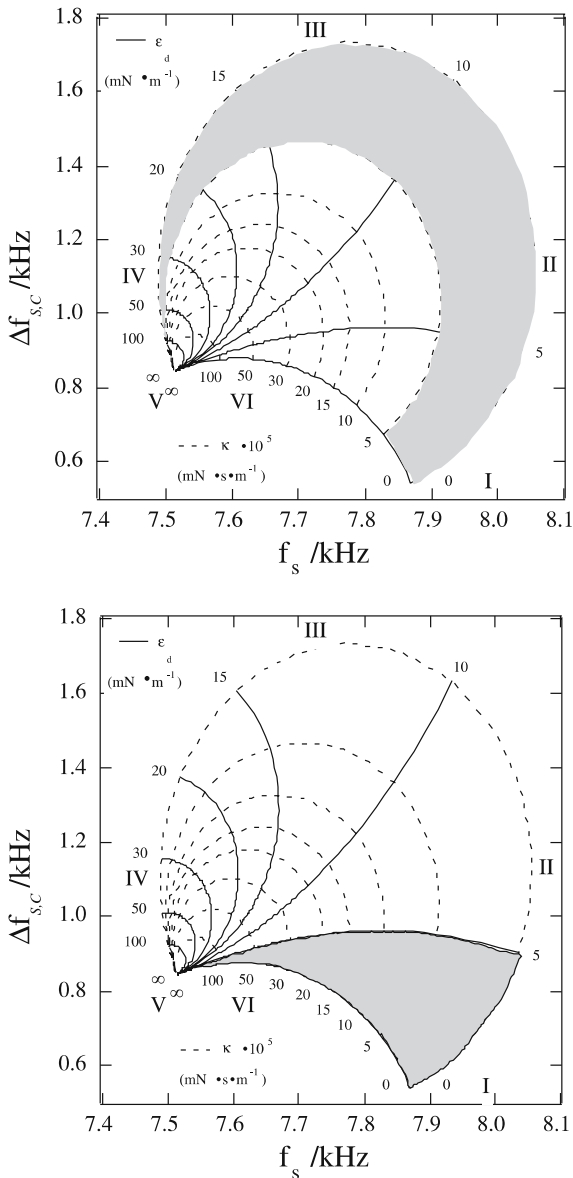 III
1.8
ε
d
(mN •m⁻¹)
15
10
1.6
20
1.4
30
1.2
IV
II
50
1.0
100
5
0.8
∞
∞
100
50
30
20
15
10
5
V
VI
κ •10⁵
(mN •s•m⁻¹)
0
0
I
0.6
7.4
7.5
7.6
7.7
7.8
7.9
8.0
8.1
Δf S,C /kHz
f s /kHz
III
1.8
ε
d
(mN •m⁻¹)
15
10
1.6
20
1.4
30
1.2
IV
II
50
1.0
100
5
0.8
∞
∞
100
50
30
20
15
10
5
V
VI
κ •10⁵
(mN •s•m⁻¹)
0
0
I
0.6
7.4
7.5
7.6
7.7
7.8
7.9
8.0
8.1
Δf S,C /kHz
f s /kHz